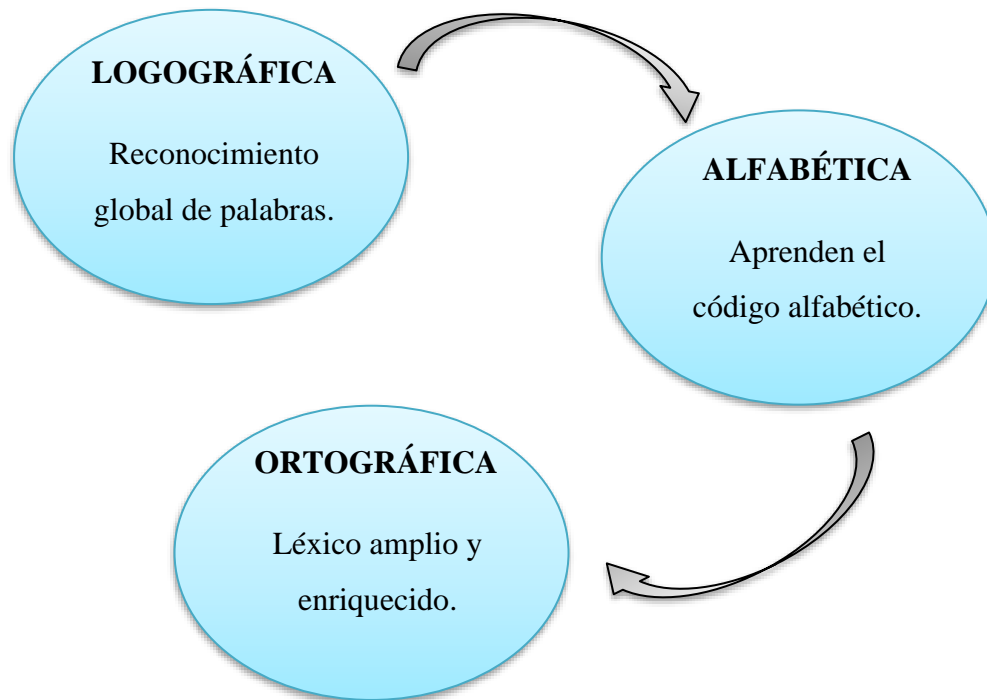 LOGOGRÁFICA
Reconocimiento
global de palabras.
ALFABÉTICA
Aprenden el
código alfabético.
ORTOGRÁFICA
Léxico amplio y
enriquecido.